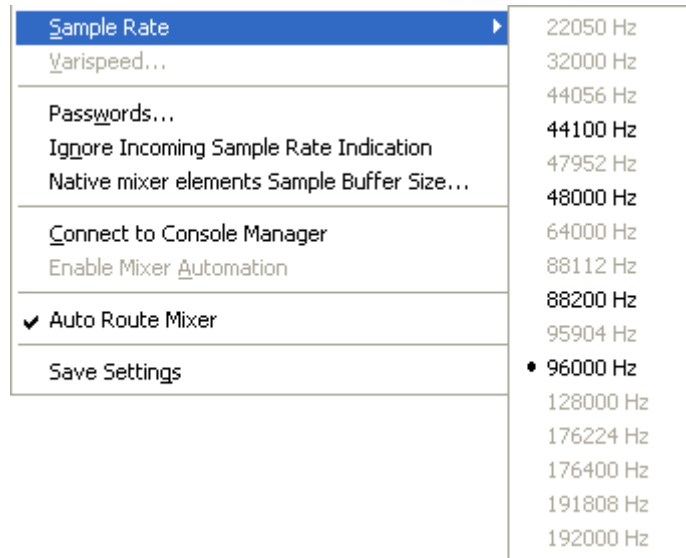 Sample Rate
Varispeed...
Passwords...
Ignore Incoming Sample Rate Indication
Native mixer elements Sample Buffer Size...
Connect to Console Manager
Enable Mixer Automation
Auto Route Mixer
Save Settings
22050 Hz
32000 Hz
44056 Hz
44100 Hz
47952 Hz
48000 Hz
64000 Hz
88112 Hz
88200 Hz
95904 Hz
96000 Hz
128000 Hz
176224 Hz
176400 Hz
191808 Hz
192000 Hz